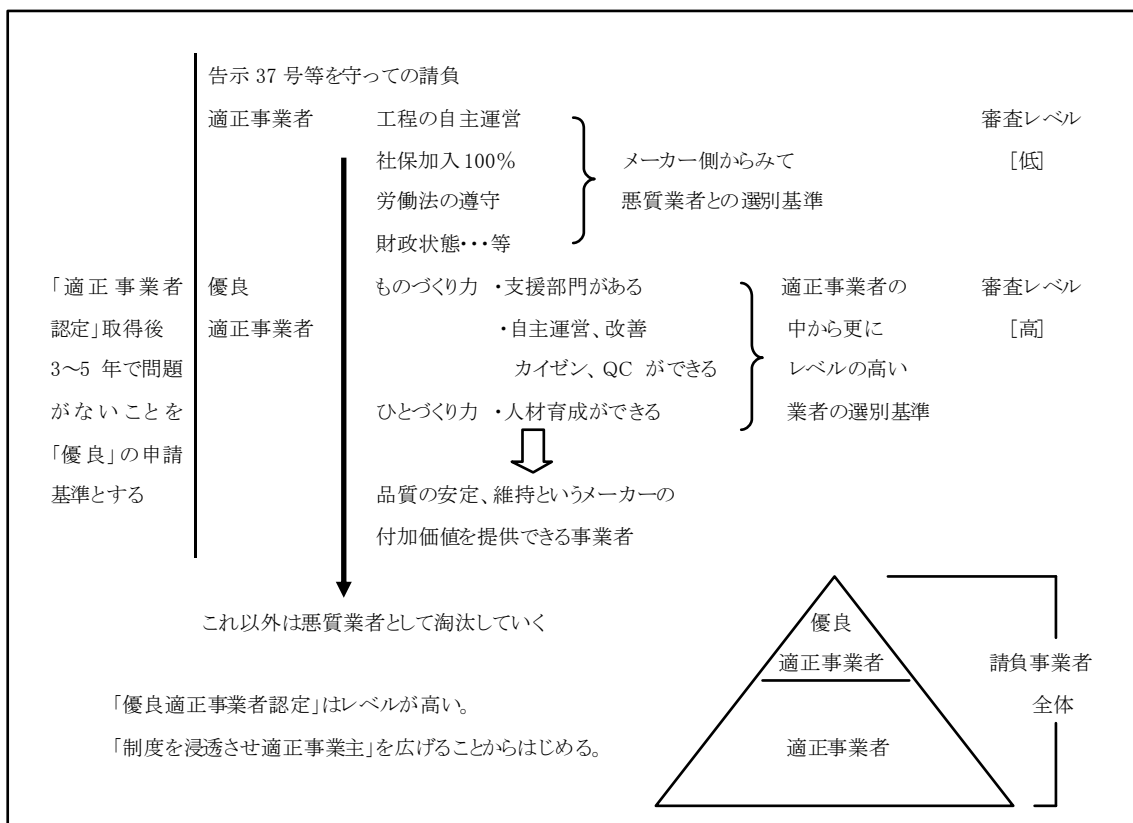 告示 37 号等を守っての請負
適正事業者 工程の自主運営 審査レベル
社保加入 100% メーカー側からみて [低]
労働法の遵守 悪質業者との選別基準
財政状態・・・等
「適正事業者 優良 ものづくり力 ・支援部門がある 適正事業者の 審査レベル
認定」取得後 適正事業者 ・自主運営、改善 中から更に [高]
3～5 年で問題 カイゼン、QC ができる レベルの高い
がないことを ひとづくり力 ・人材育成ができる 業者の選別基準
「優良」の申請
基準とする 品質の安定、維持というメーカーの
付加価値を提供できる事業者
これ以外は悪質業者として淘汰していく 優良
適正事業者 請負事業者
「優良適正事業者認定」はレベルが高い。 全体
「制度を浸透させ適正事業主」を広げることからはじめる。 適正事業者